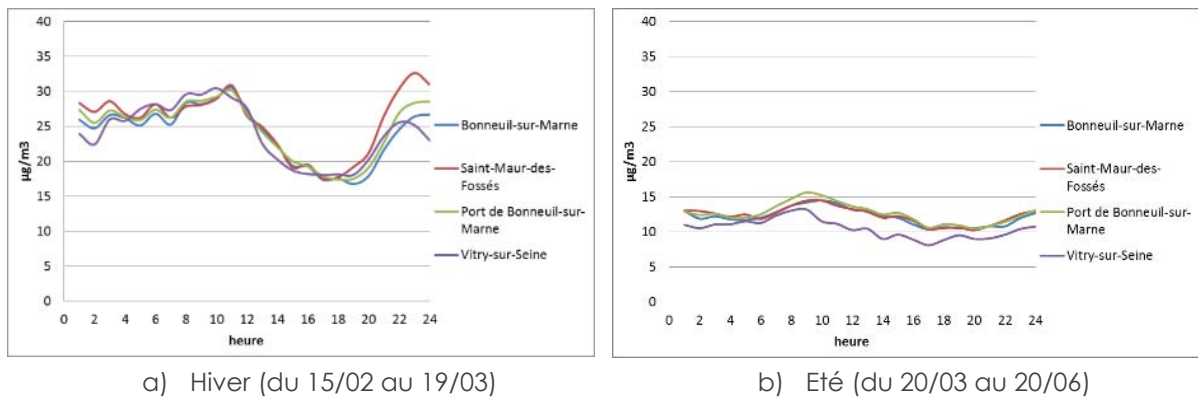 40
35
30
25
20
15
10
5
0
µg/m3
0 2 4 6 8 10 12 14 16 18 20 22 24
heure
Bonneuil-sur-Marne
Saint-Maur-des-
Fossés
Port de Bonneuil-sur-
Marne
Vitry-sur-Seine
a) Hiver (du 15/02 au 19/03)
40
35
30
25
20
15
10
5
0
µg/m3
0 2 4 6 8 10 12 14 16 18 20 22 24
heure
Bonneuil-sur-Marne
Saint-Maur-des-
Fossés
Port de Bonneuil-sur-
Marne
Vitry-sur-Seine
b) Eté (du 20/03 au 20/06)